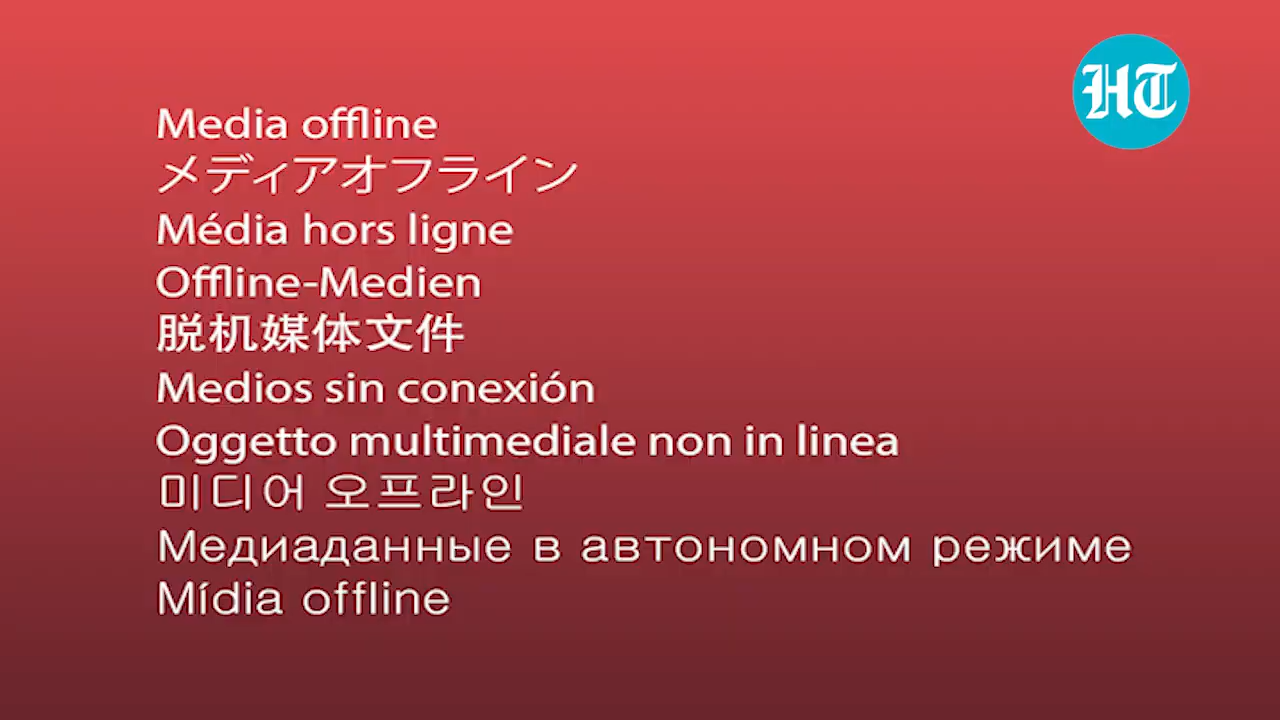 HT
Media offline
メディアオフライン
Média hors ligne
Offline-Medien
脱机媒体文件
Medios sin conexión
Oggetto multimediale non in linea
미디어 오프라인
Медиаданные в автономном режиме
Mídia offline